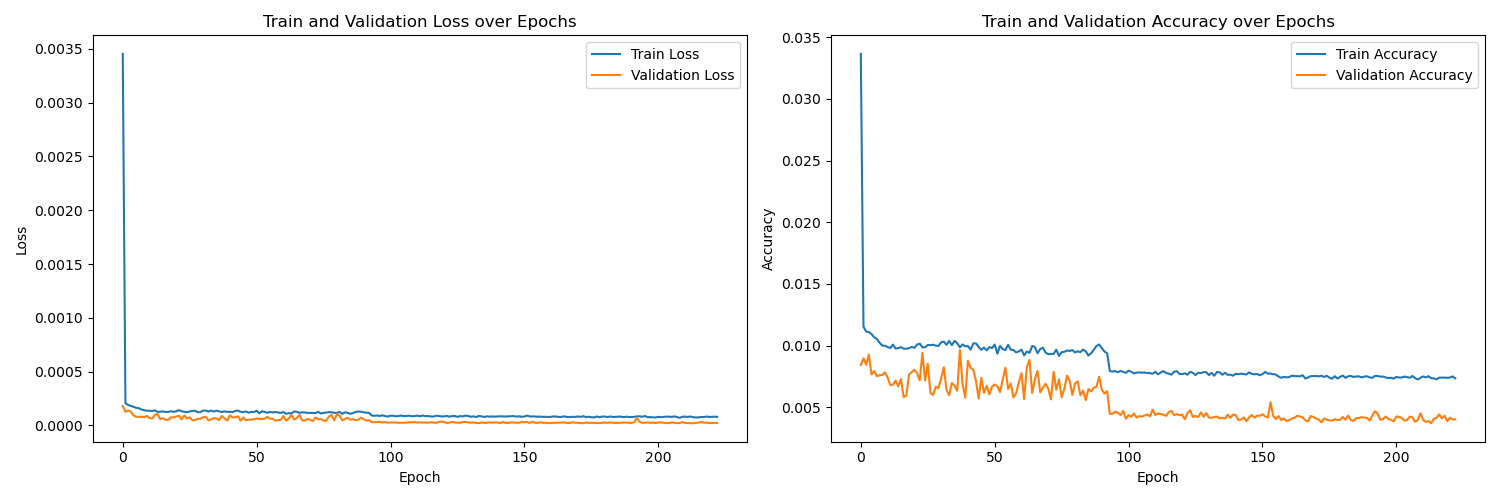 Train and Validation Loss over Epochs
Train Loss
Validation Loss
0.0035
0.0030
0.0025
0.0020
0.0015
0.0010
0.0005
0.0000
Loss
0
50
100
150
200
Epoch
Train and Validation Accuracy over Epochs
Train Accuracy
Validation Accuracy
0.035
0.030
0.025
0.020
0.015
0.010
0.005
Accuracy
0
50
100
150
200
Epoch